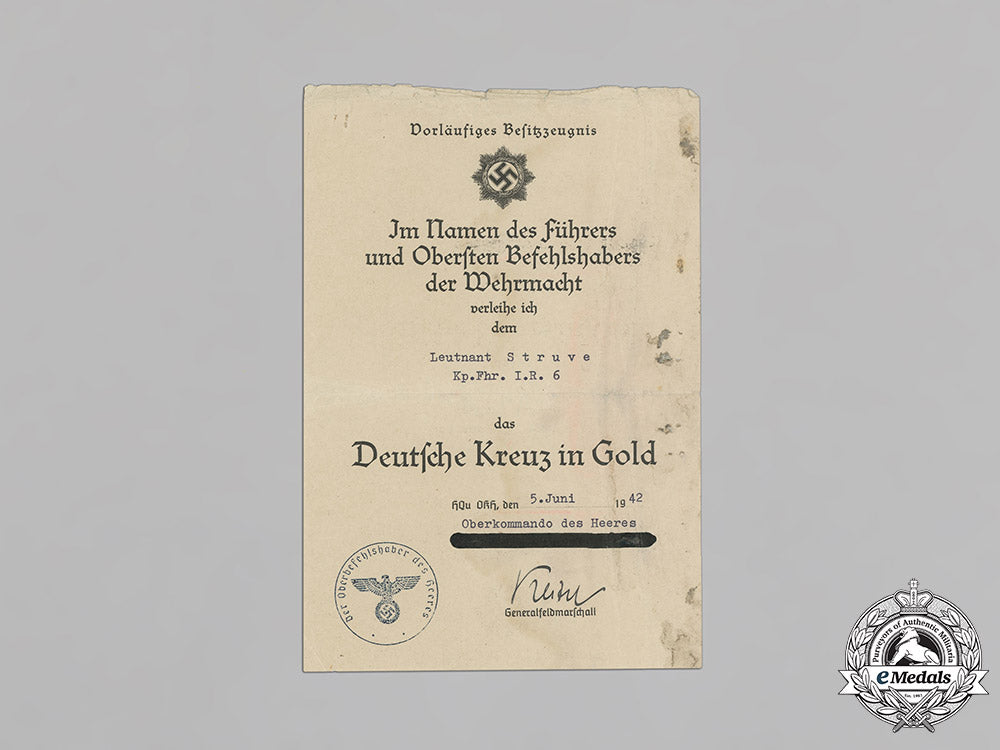 Vorläufiges Besitzzeugnis
Im Namen des Führers
und Obersten Befehlshabers
der Wehrmacht
verleihe ich
dem
Leutnant S t r u v e
Kp.Fhr. I.R. 6
das
Deutsche Kreuz in Gold
HQu OKH, den 5.Juni 1942
Oberkommando des Heeres
Der Oberbefehlshaber des Heeres
Keitel
Generalfeldmarschall
Purveyors of Authentic Militaria
eMedals